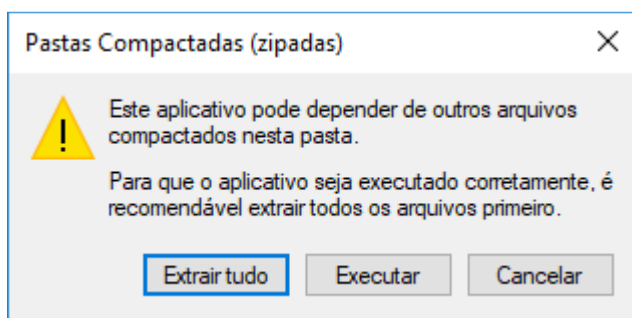 Pastas Compactadas (zipadas)
Este aplicativo pode depender de outros arquivos
compactados nesta pasta.
Para que o aplicativo seja executado corretamente, é
recomendável extrair todos os arquivos primeiro.
Extrair tudo
Executar
Cancelar